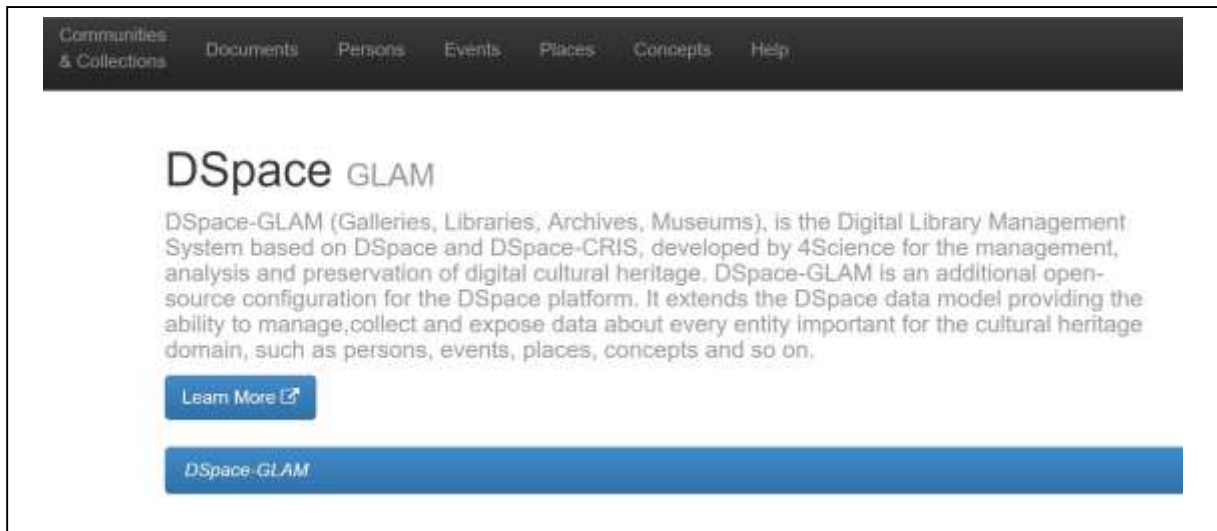 Communities
& Collections
Documents Persons Events Places Concepts Help
DSpace GLAM
DSpace-GLAM (Galleries, Libraries, Archives, Museums), is the Digital Library Management
System based on DSpace and DSpace-CRIS, developed by 4Science for the management,
analysis and preservation of digital cultural heritage. DSpace-GLAM is an additional open-
source configuration for the DSpace platform. It extends the DSpace data model providing the
ability to manage,collect and expose data about every entity important for the cultural heritage
domain, such as persons, events, places, concepts and so on.
Learn More
DSpace-GLAM